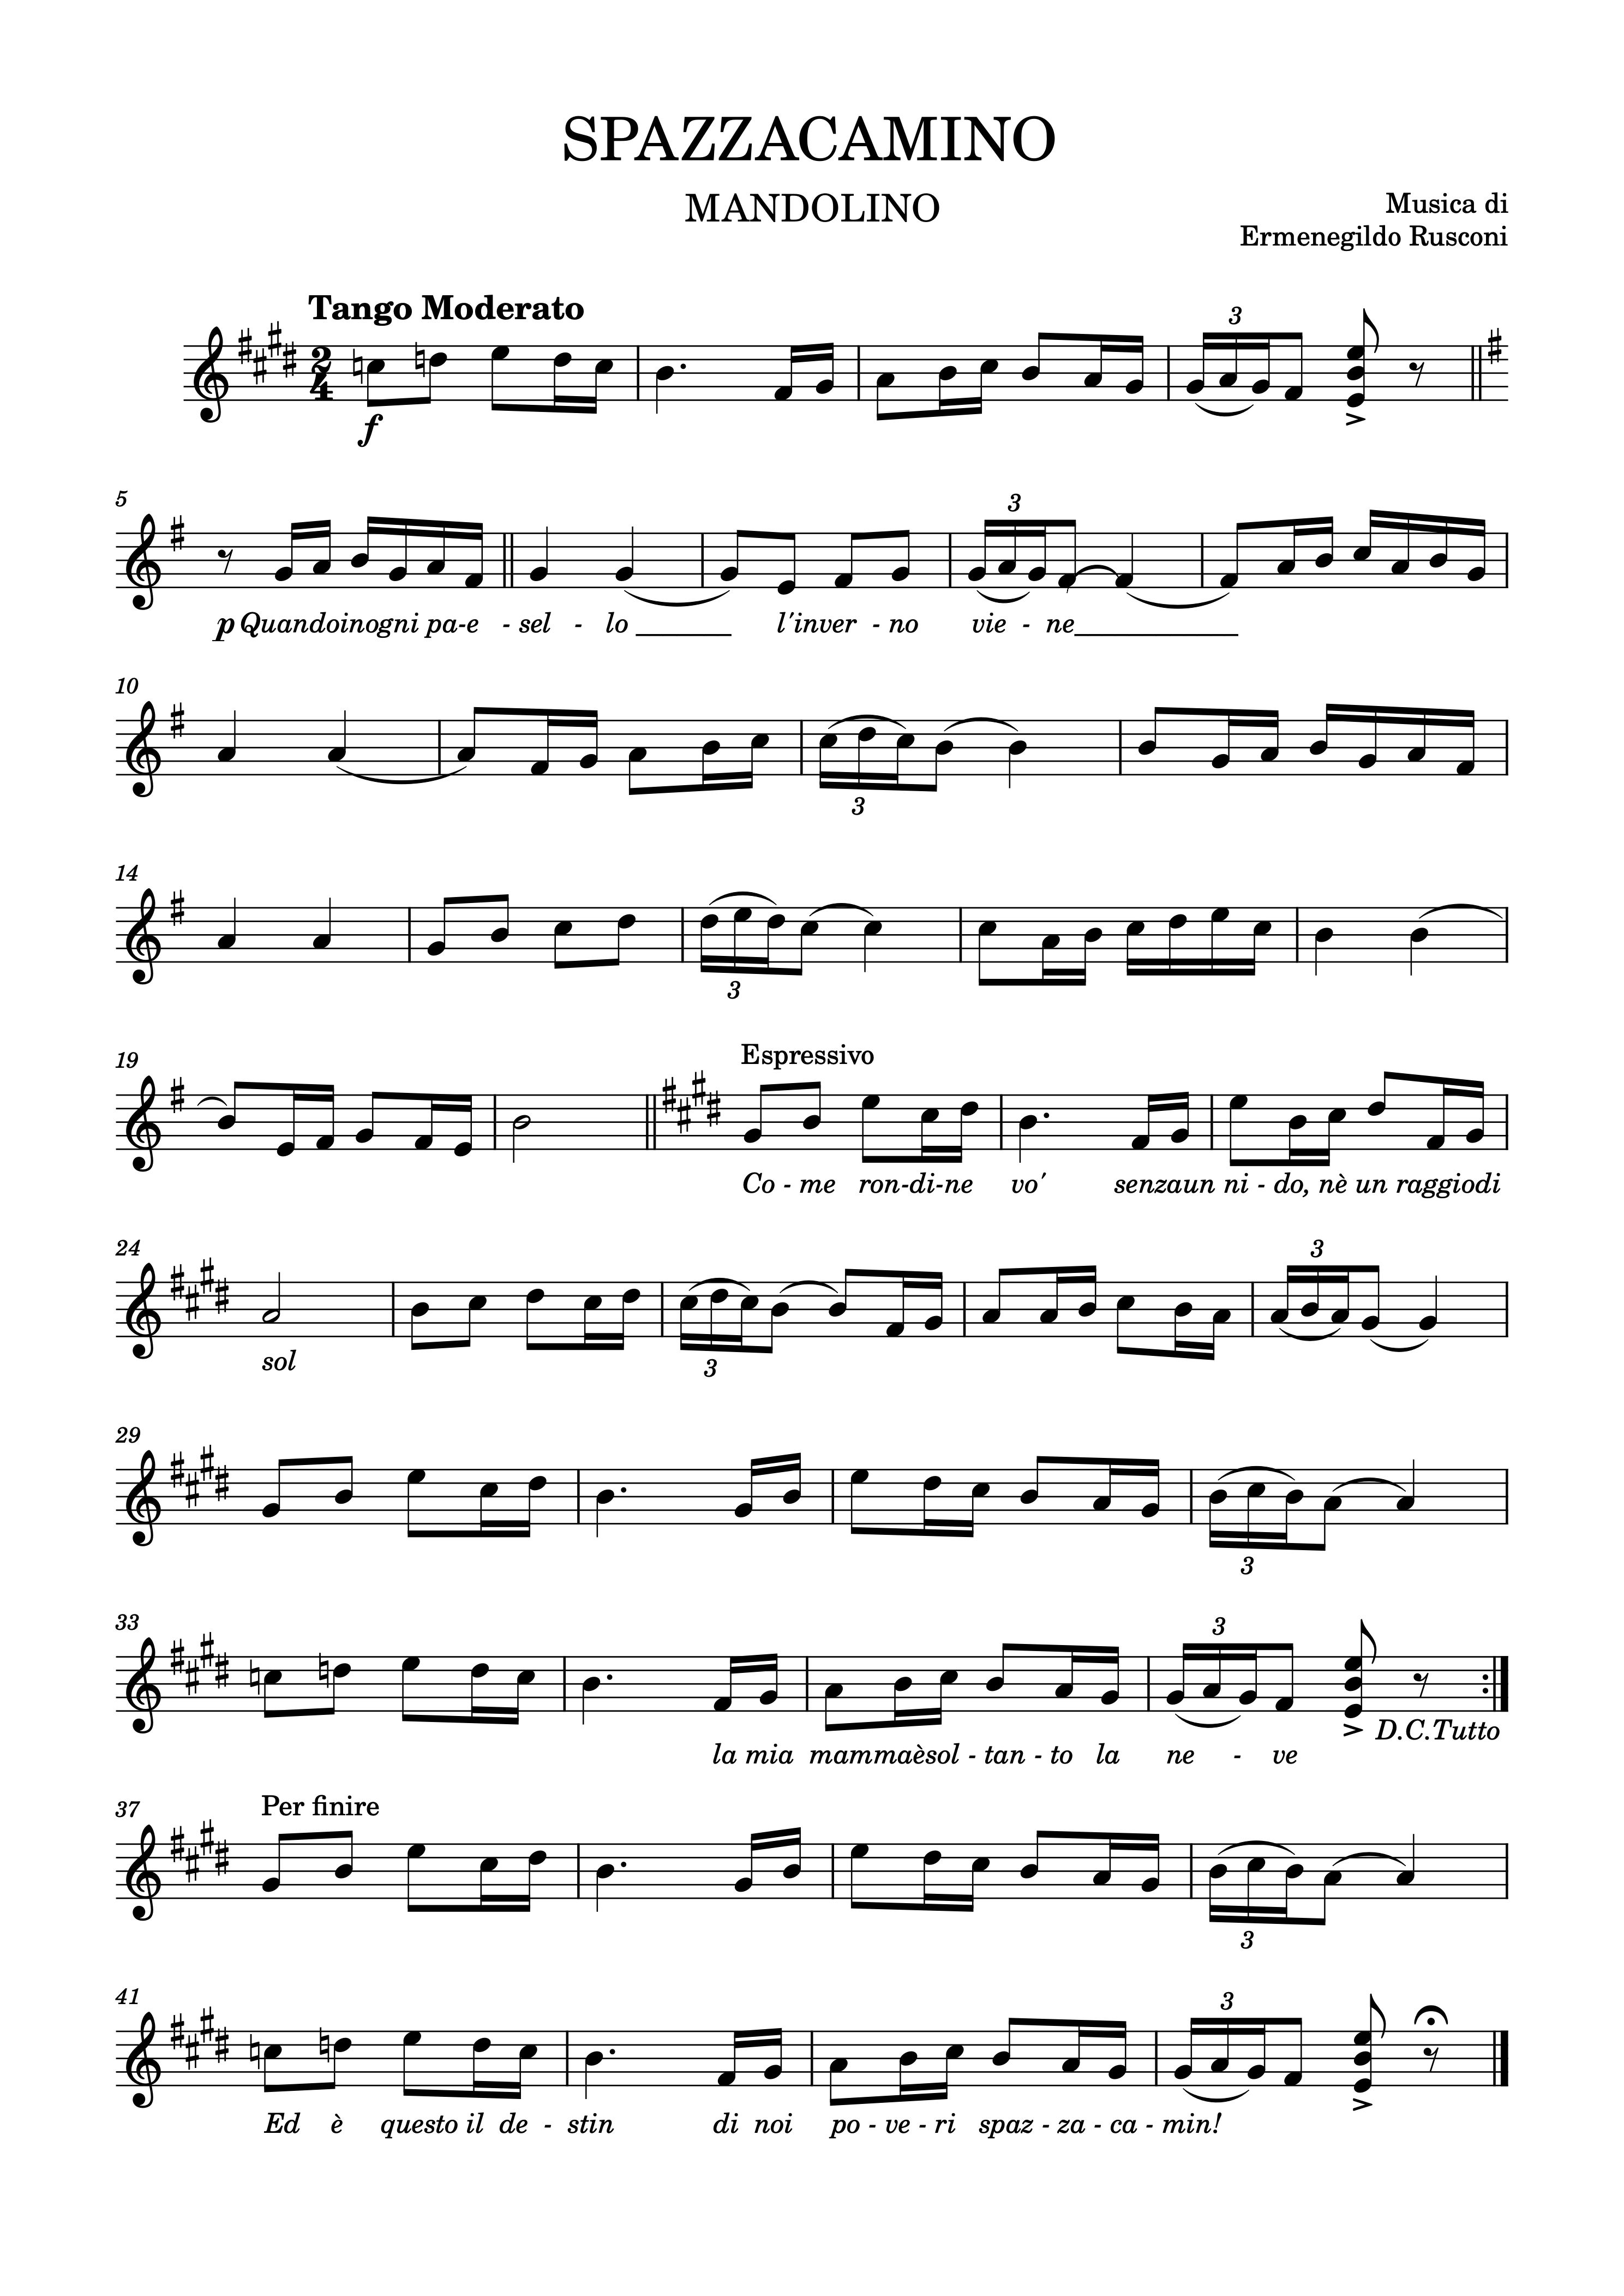 SPAZZACAMINO
MANDOLINO
Musica di
Ermenegildo Rusconi
Tango Moderato
3
2
4
f
5
3
p Quandoinogni pa-e - sel - lo _______ l'inver - no vie - ne____________
10
3
14
3
19
Espressivo
Co - me ron-di-ne vo' senzaun ni - do, nè un raggiodi
24
3
sol
3
29
3
33
3
D.C.Tutto
la mia mammaèsol - tan - to la ne - ve
37
Per finire
3
41
3
Ed è questo il de - stin di noi po - ve - ri spaz - za - ca - min!